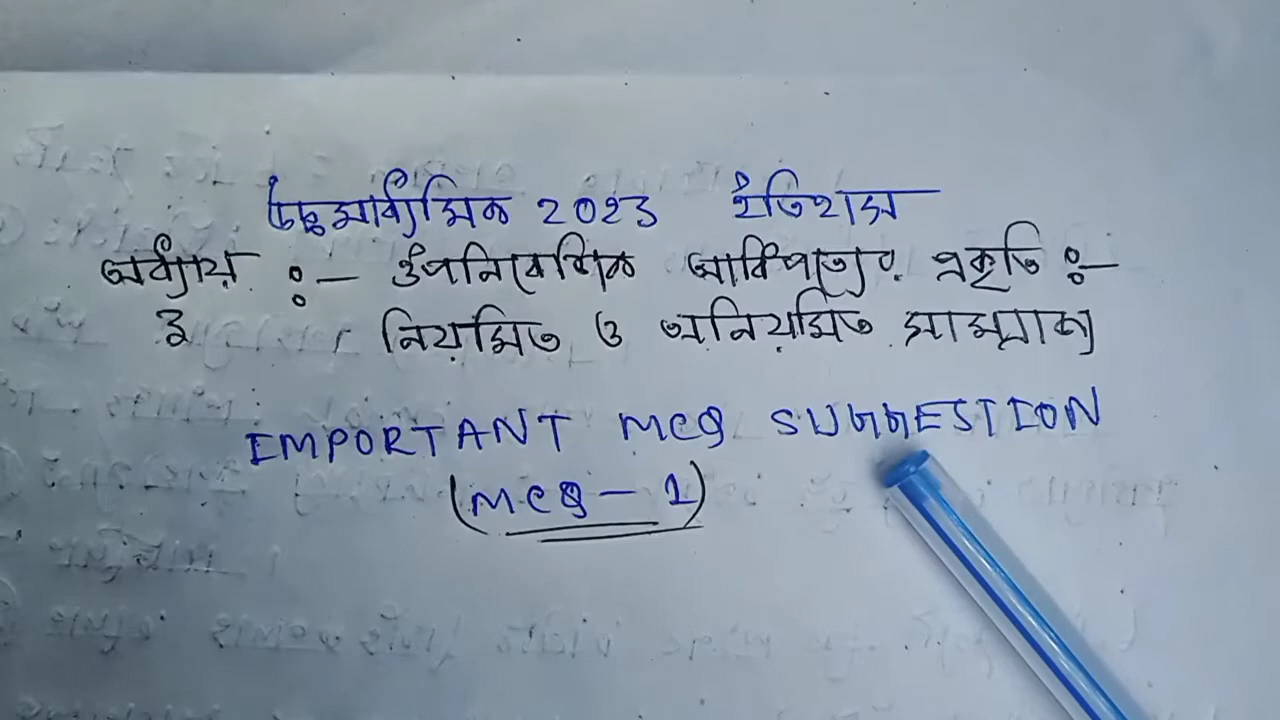 উচ্চমাধ্যমিক 2023 ইতিহাস
অধ্যায় :- ঔপনিবেশিক আধিপত্যের প্রকৃতি :-
3 নিয়মিত ও অনিয়মিত সাম্রাজ্য
IMPORTANT MCQ SUGGESTION
(MCQ - 1)